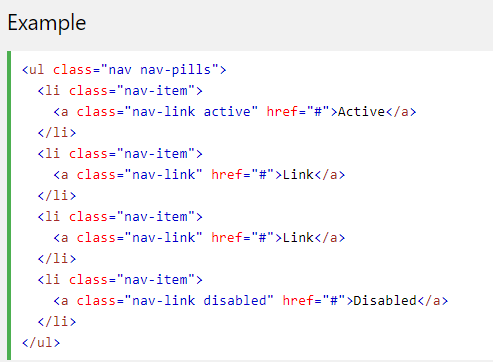 Example
<ul class="nav nav-pills">
  <li class="nav-item">
    <a class="nav-link active" href="#">Active</a>
  </li>
  <li class="nav-item">
    <a class="nav-link" href="#">Link</a>
  </li>
  <li class="nav-item">
    <a class="nav-link" href="#">Link</a>
  </li>
  <li class="nav-item">
    <a class="nav-link disabled" href="#">Disabled</a>
  </li>
</ul>